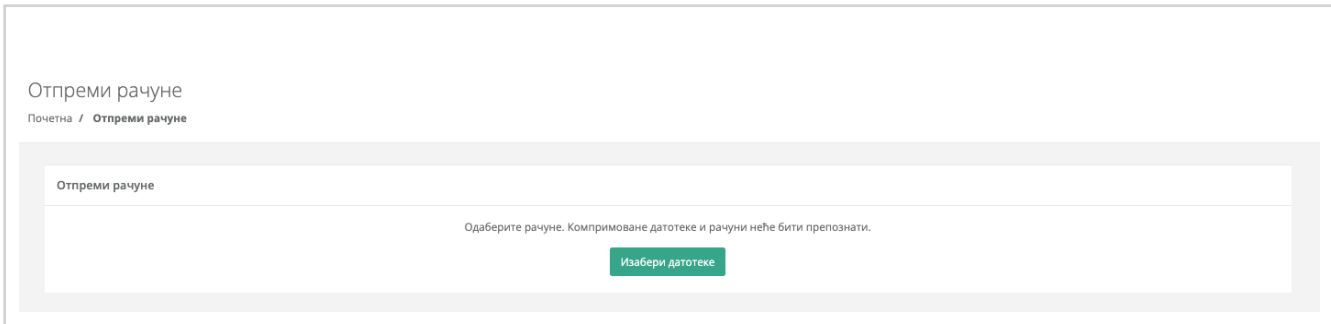 Отпреми рачуне
Почетна / Отпреми рачуне
Отпреми рачуне
Одаберите рачуне. Компримоване датотеке и рачуни неће бити препознати.
Изабери датотеке